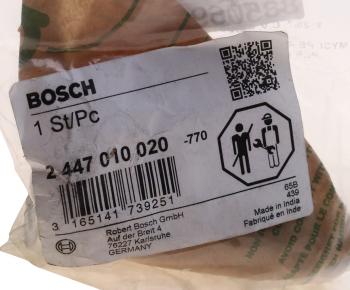 BOSCH
1 St/Pc
2 447 010 020
-770
3 165141 739251
65B
439
Made in India
Fabriqué en Inde
Robert Bosch GmbH
Auf der Breit 4
76227 Karlsruhe
GERMANY